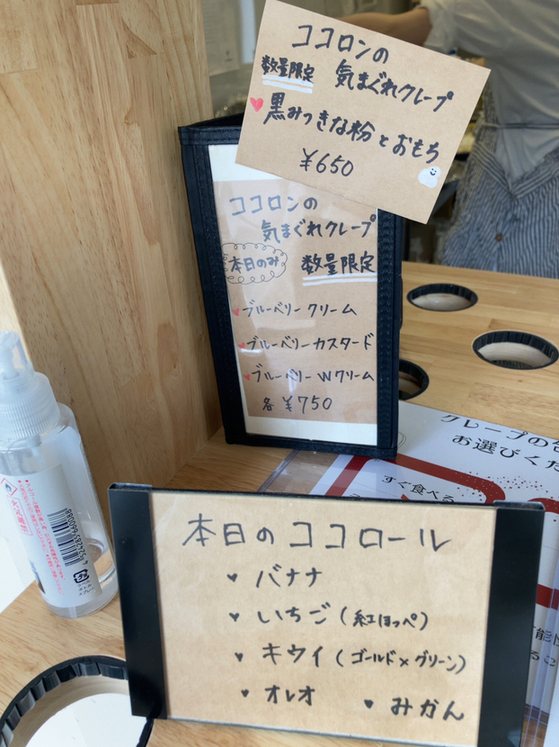 ココロンの
数量限定 気まぐれクレープ
黒みつきな粉とおもち
¥650
ココロンの
気まぐれクレープ
本日のみ 数量限定
ブルーベリー クリーム
ブルーベリー カスタード
ブルーベリー Wクリーム
各 ¥750
お選びくだ
すぐ食べる
本日のココロール
バナナ
いちご(紅ほっぺ)
キウイ(ゴールド×グリーン)
オレオ みかん